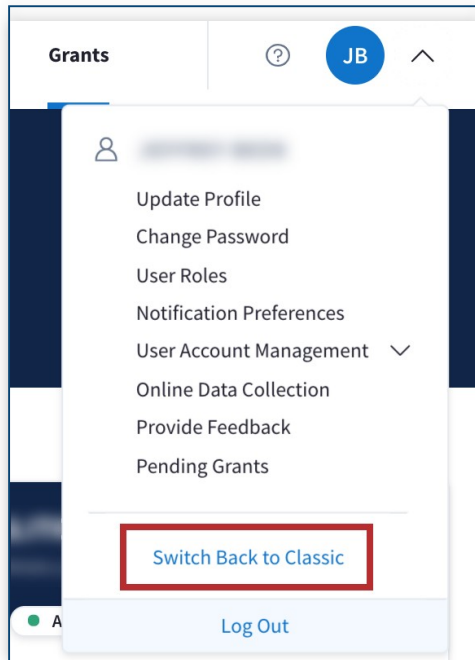 Grants
JB
Update Profile
Change Password
User Roles
Notification Preferences
User Account Management
Online Data Collection
Provide Feedback
Pending Grants
Switch Back to Classic
A
Log Out